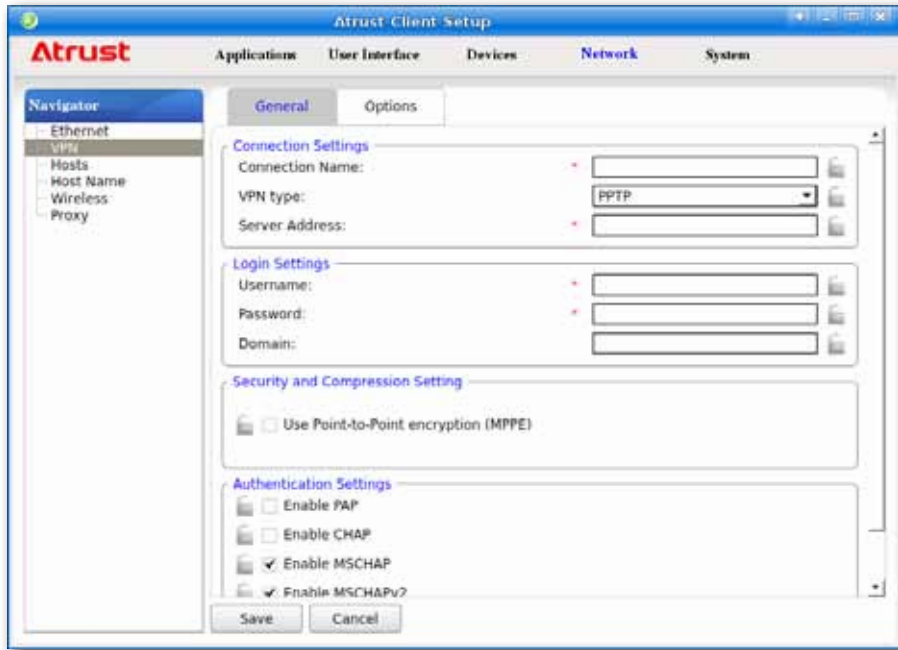 Atrust Client Setup
Atrust Applications User Interface Devices Network System
Navigator
Ethernet
VPN
Hosts
Host Name
Wireless
Proxy
General Options
Connection Settings
Connection Name: *
VPN type: PPTP
Server Address: *
Login Settings
Username: *
Password: *
Domain:
Security and Compression Setting
Use Point-to-Point encryption (MPPE)
Authentication Settings
Enable PAP
Enable CHAP
Enable MSCHAP
Enable MSCHAPv2
Save Cancel